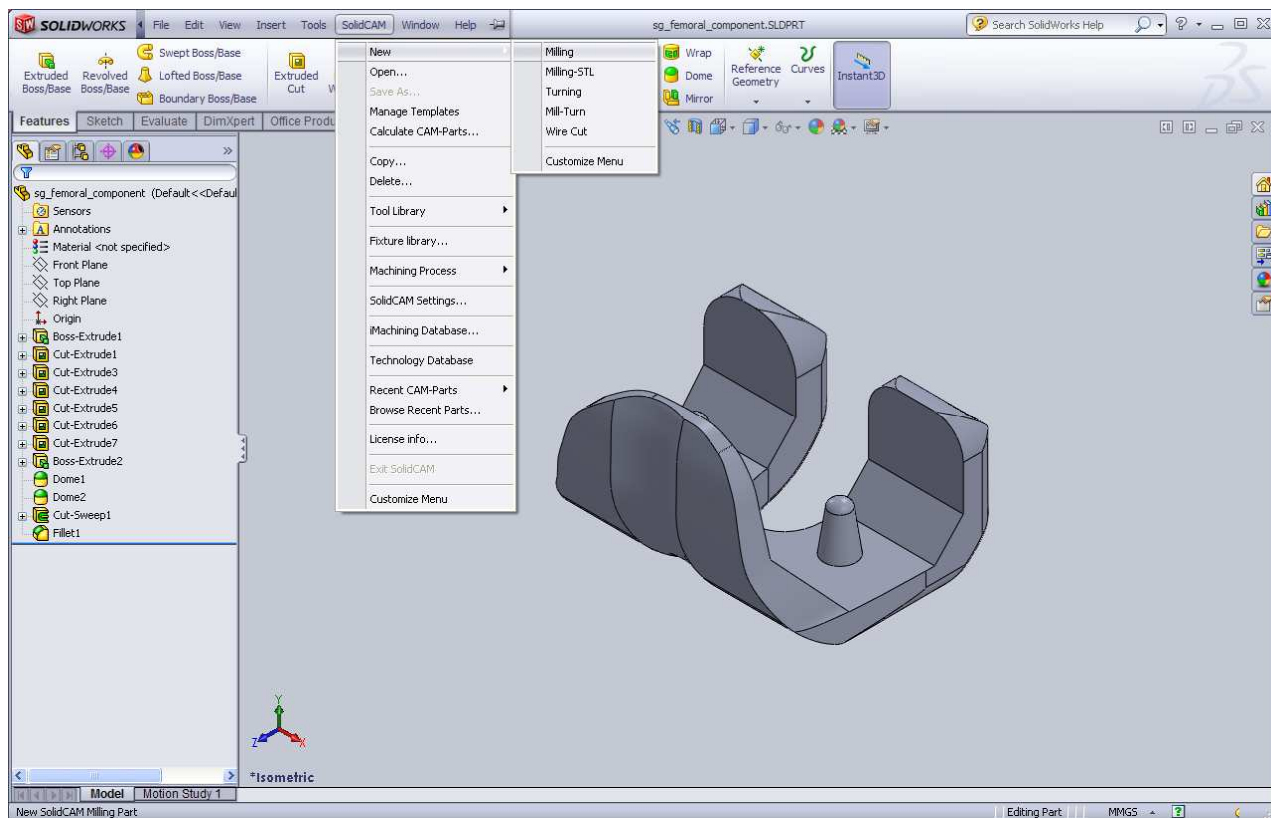 SOLIDWORKS File Edit View Insert Tools SolidCAM Window Help sg_femoral_component.SLDPRT Search SolidWorks Help
Extruded Boss/Base
Revolved Boss/Base
Swept Boss/Base
Lofted Boss/Base
Boundary Boss/Base
Extruded Cut
Wrap
Dome
Mirror
Reference Geometry
Curves
Instant3D
Features Sketch Evaluate DimXpert Office Produ
New
Open...
Save As...
Manage Templates
Calculate CAM-Parts...
Copy...
Delete...
Tool Library
Fixture library...
Machining Process
SolidCAM Settings...
iMachining Database...
Technology Database
Recent CAM-Parts
Browse Recent Parts...
License info...
Exit SolidCAM
Customize Menu
Milling
Milling-STL
Turning
Mill-Turn
Wire Cut
Customize Menu
sg_femoral_component (Default<<Defaul
Sensors
Annotations
Material <not specified>
Front Plane
Top Plane
Right Plane
Origin
Boss-Extrude1
Cut-Extrude1
Cut-Extrude3
Cut-Extrude4
Cut-Extrude5
Cut-Extrude6
Cut-Extrude7
Boss-Extrude2
Dome1
Dome2
Cut-Sweep1
Fillet1
Y
Z
X
*Isometric
Model Motion Study 1
New SolidCAM Milling Part Editing Part MMGS